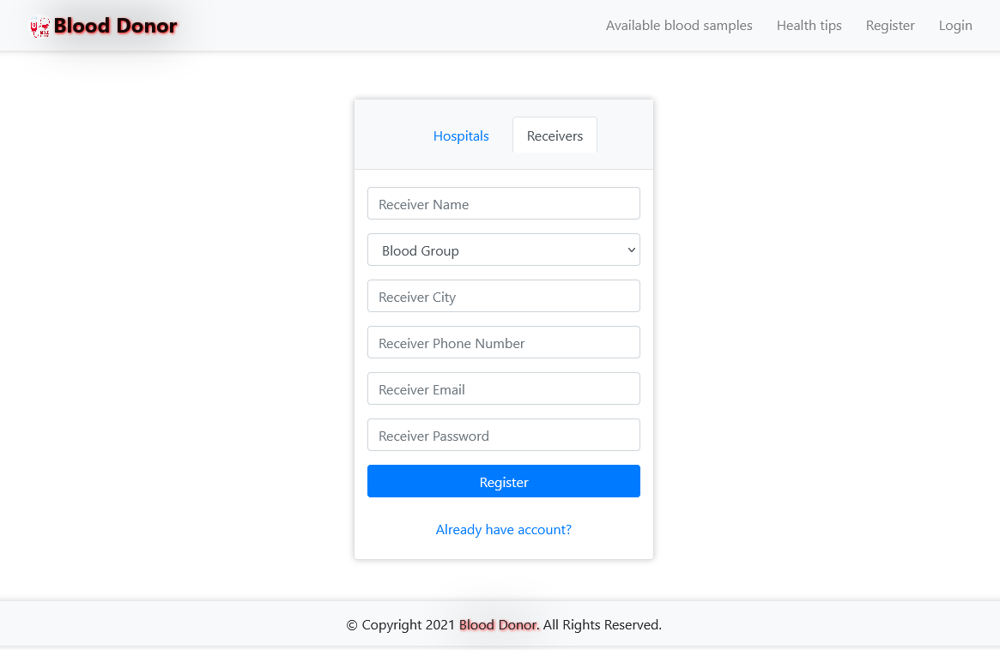 Blood Donor
Available blood samples Health tips Register Login
Hospitals Receivers
Receiver Name
Blood Group
Receiver City
Receiver Phone Number
Receiver Email
Receiver Password
Register
Already have account?
© Copyright 2021 Blood Donor. All Rights Reserved.